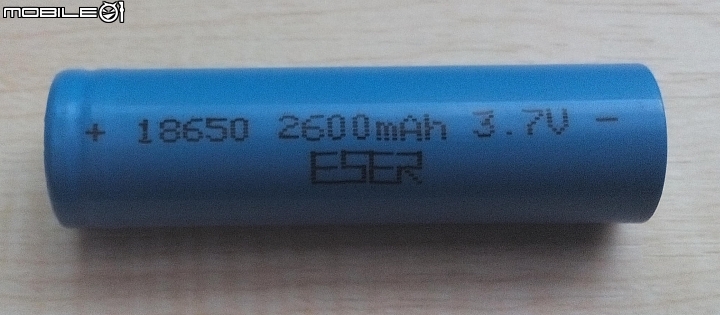 MOBILE01
+ 18650 2600mAh 3.7V -
ESER